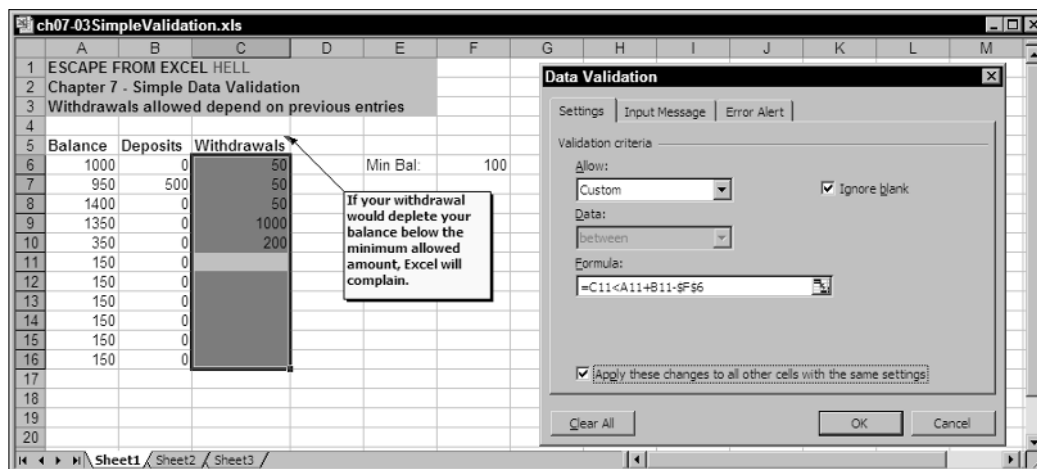 ch07-03SimpleValidation.xls
A B C D E F G H I J K L M
1 ESCAPE FROM EXCEL HELL
2 Chapter 7 - Simple Data Validation
3 Withdrawals allowed depend on previous entries
4
5 Balance Deposits Withdrawals
6 1000 0 50 Min Bal: 100
7 950 500 50
8 1400 0 50
9 1350 0 1000
10 350 0 200
11 150 0
12 150 0
13 150 0
14 150 0
15 150 0
16 150 0
17
18
19
20
If your withdrawal
would deplete your
balance below the
minimum allowed
amount, Excel will
complain.
Data Validation
Settings Input Message Error Alert
Validation criteria
Allow:
Custom Ignore blank
Data:
between
Formula:
=C11<A11+B11-$F$6
Apply these changes to all other cells with the same settings
Clear All OK Cancel
Sheet1 Sheet2 Sheet3